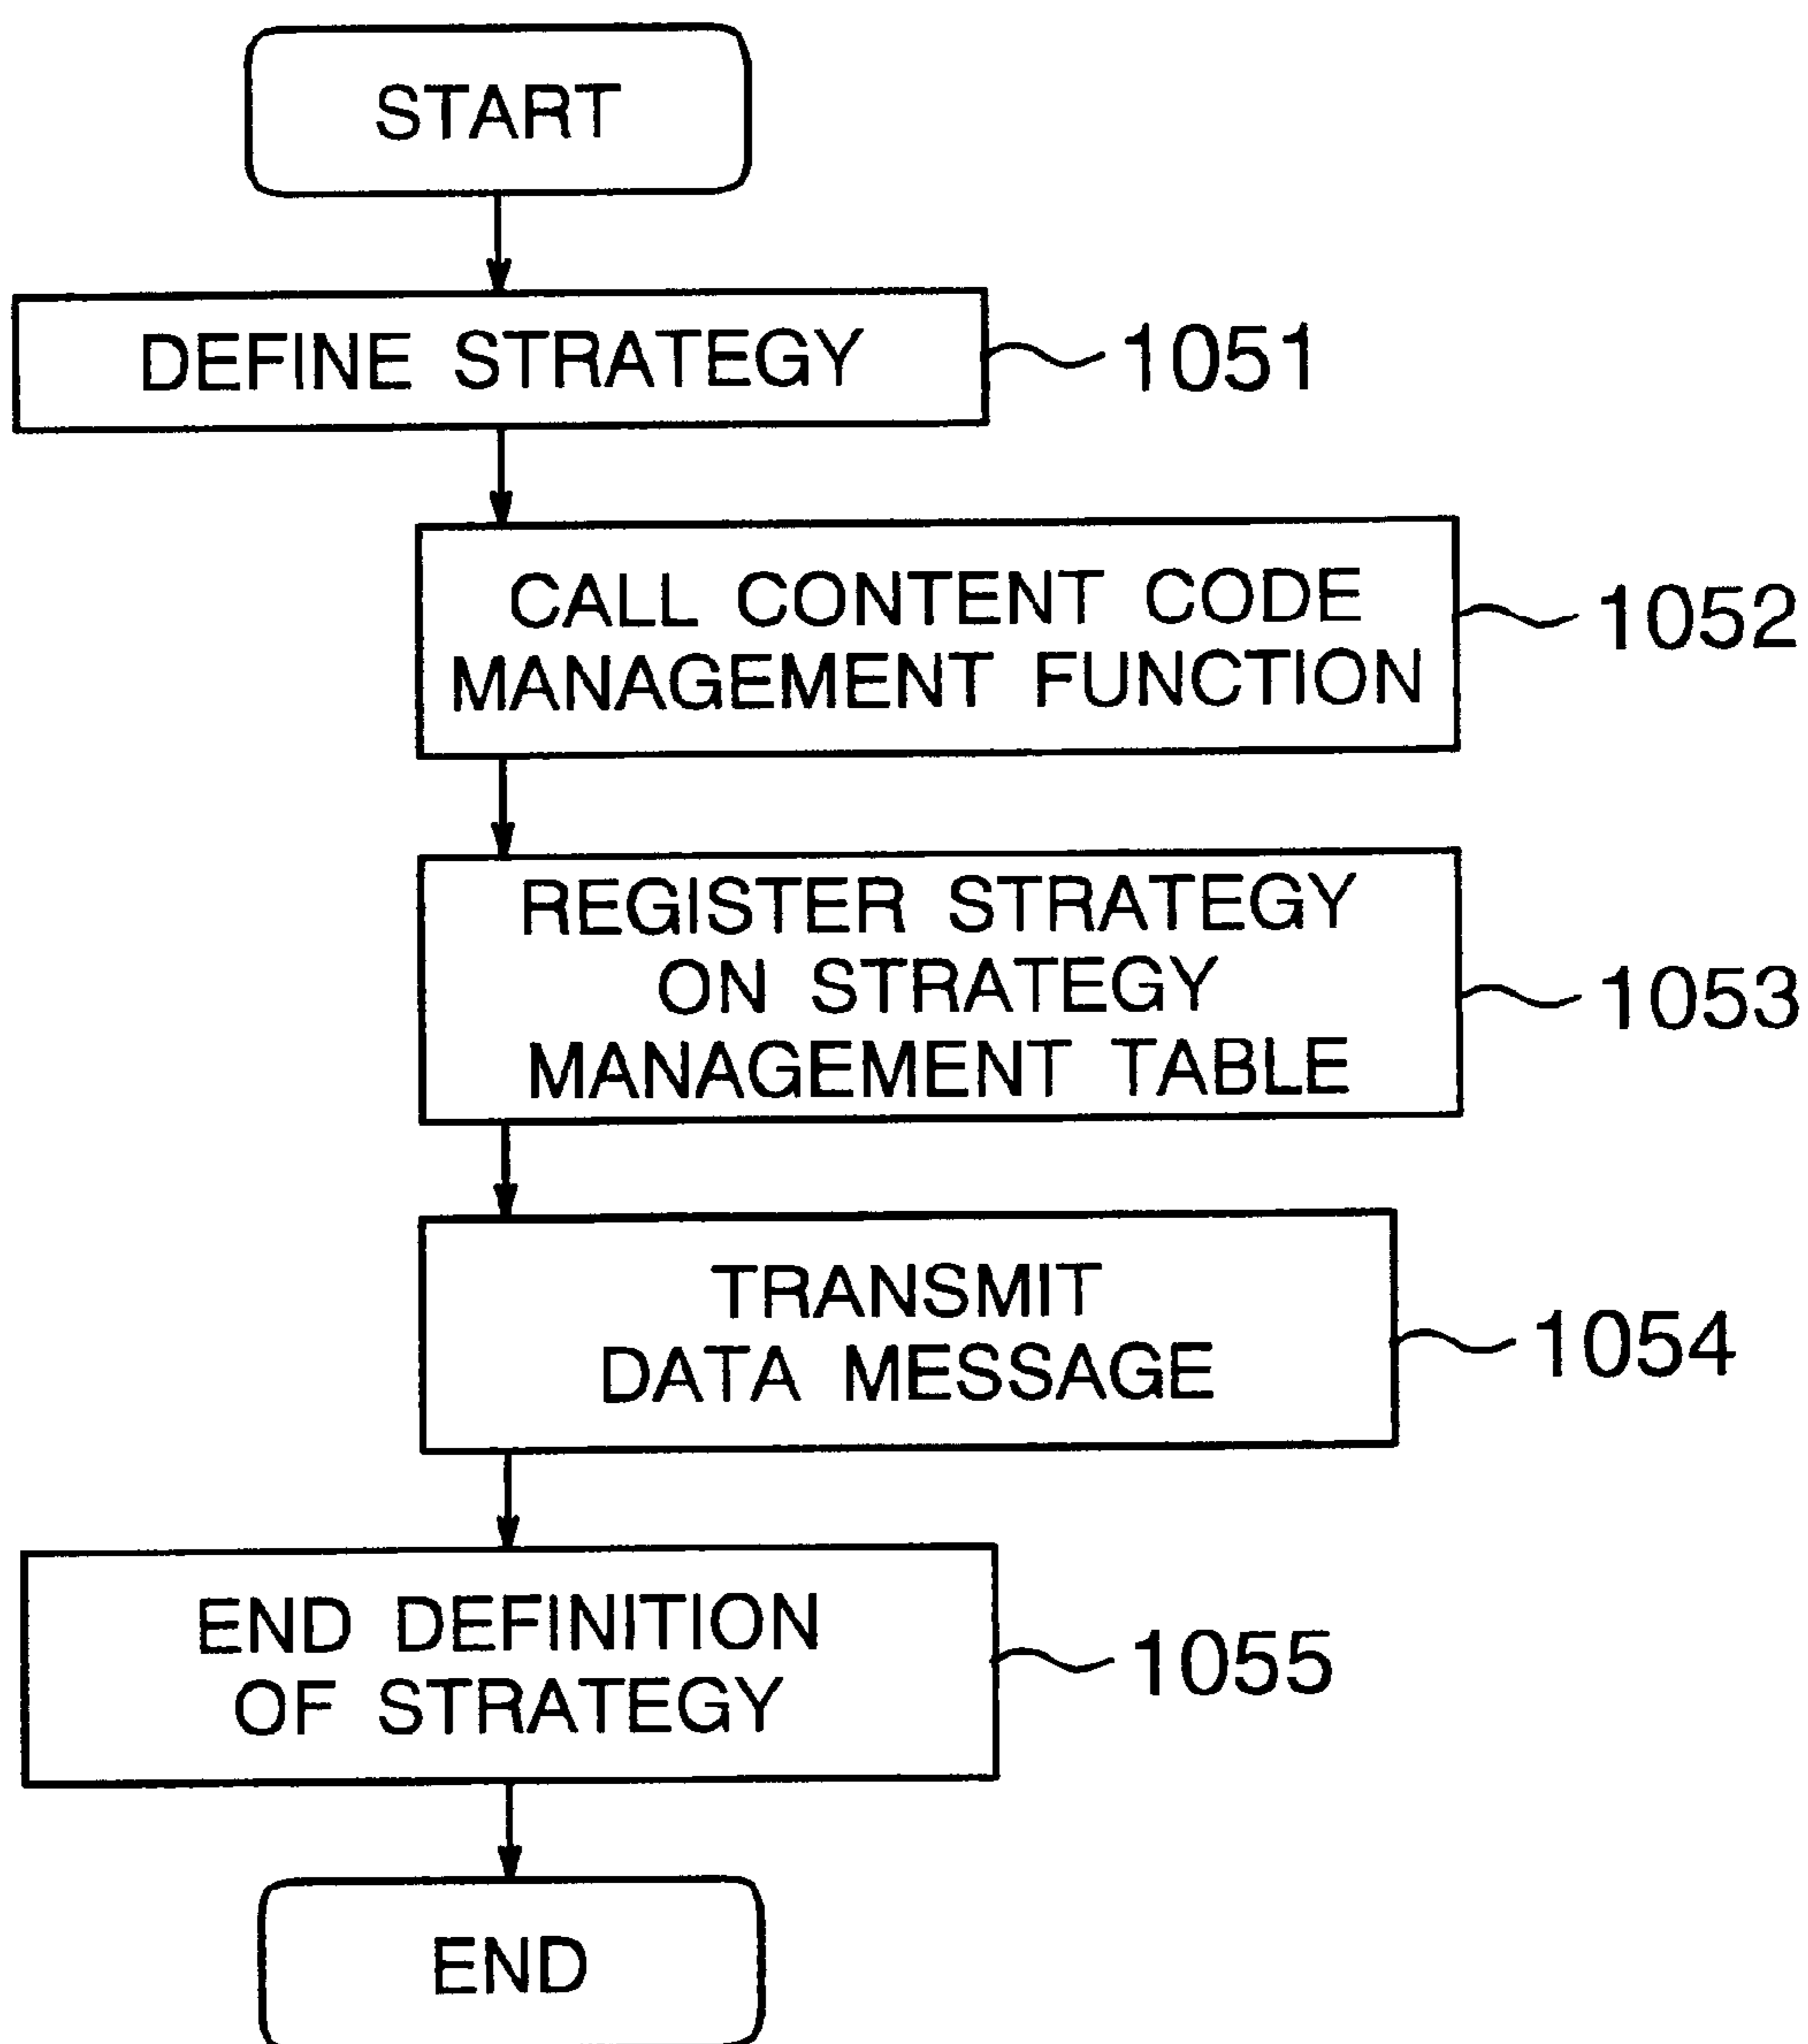 START
DEFINE STRATEGY
1051
CALL CONTENT CODE
MANAGEMENT FUNCTION
1052
REGISTER STRATEGY
ON STRATEGY
MANAGEMENT TABLE
1053
TRANSMIT
DATA MESSAGE
1054
END DEFINITION
OF STRATEGY
1055
END